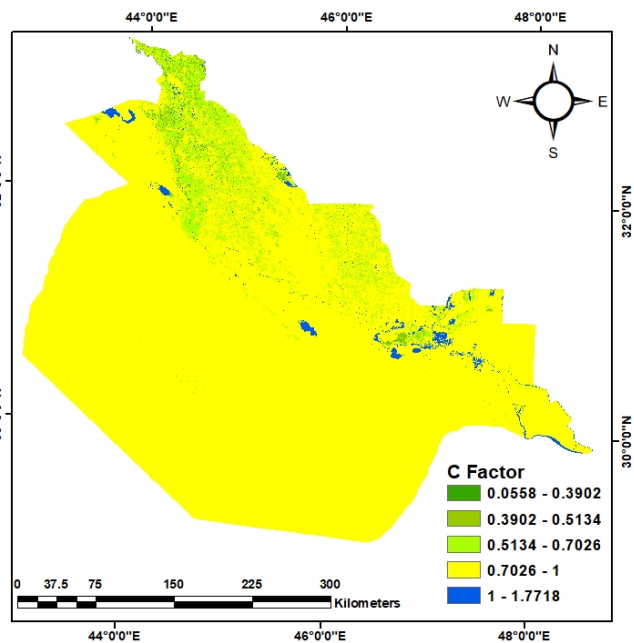 44°0'0"E 46°0'0"E 48°0'0"E
N
W E
S
32°0'0"N
30°0'0"N
C Factor
0.0558 - 0.3902
0.3902 - 0.5134
0.5134 - 0.7026
0.7026 - 1
1 - 1.7718
0 37.5 75 150 225 300
Kilometers
44°0'0"E 46°0'0"E 48°0'0"E